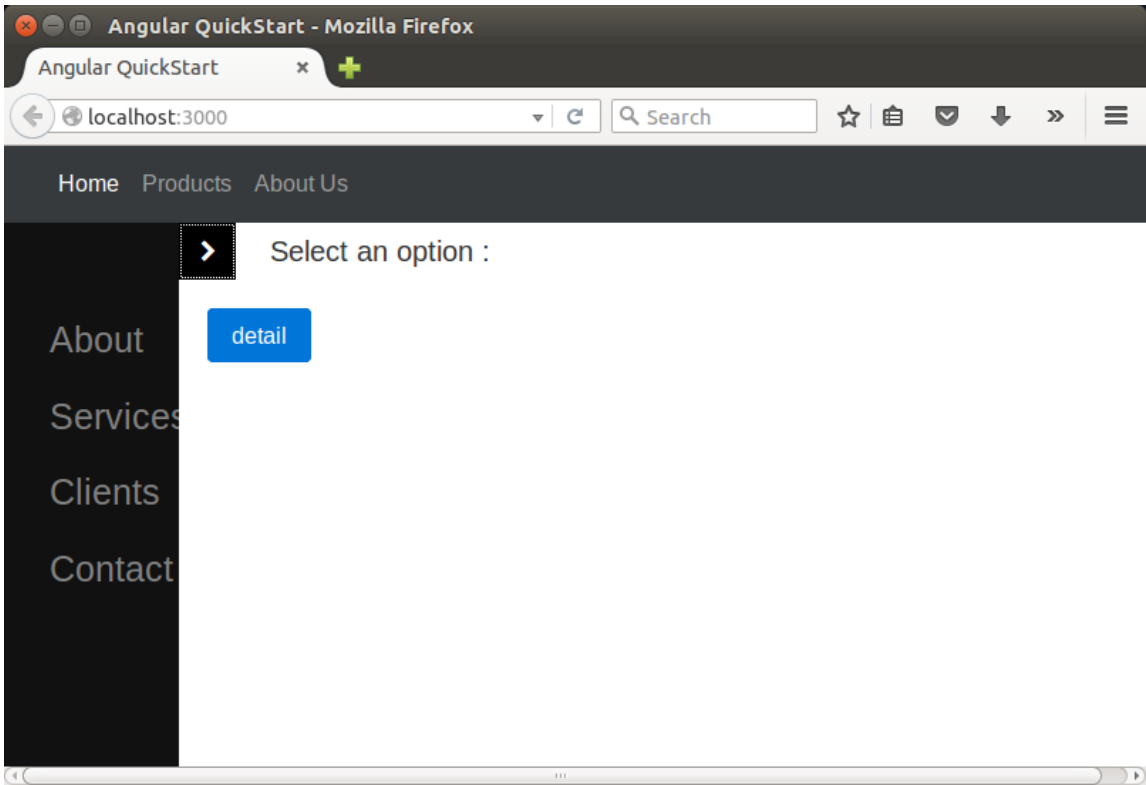 Angular QuickStart - Mozilla Firefox
Angular QuickStart
localhost:3000
Search
Home Products About Us
Select an option :
detail
About
Services
Clients
Contact